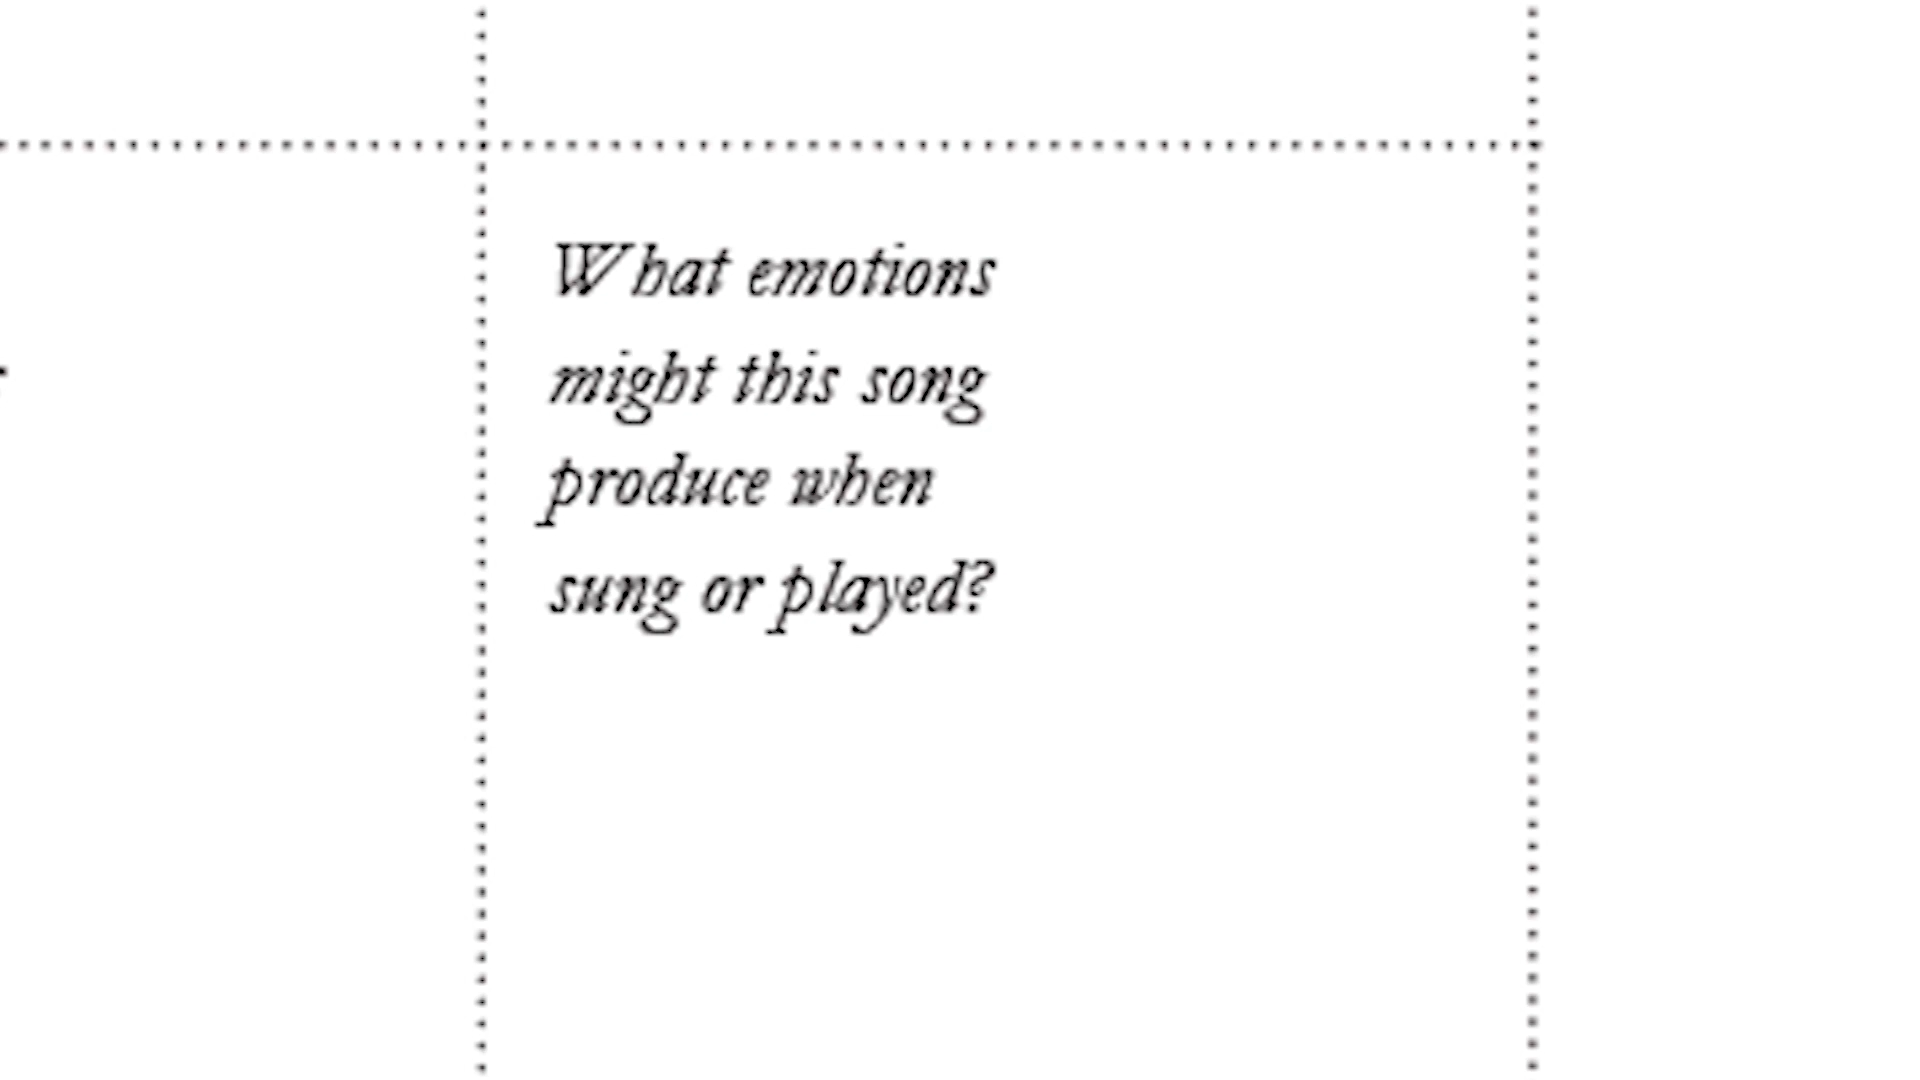 What emotions
might this song
produce when
sung or played?